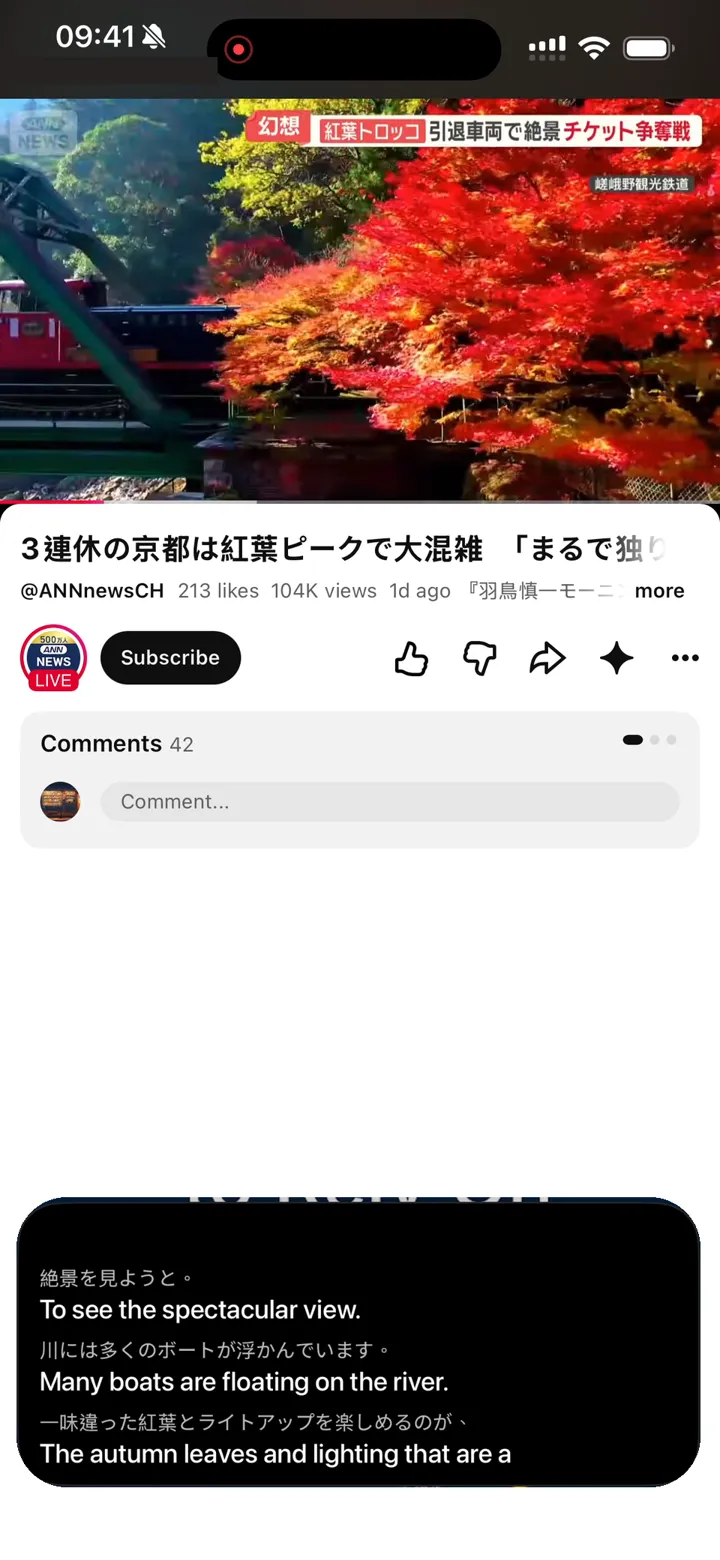 09:41
ANN
NEWS
幻想 紅葉トロッコ 引退車両で絶景 チケット争奪戦
嵯峨野観光鉄道
3連休の京都は紅葉ピークで大混雑 「まるで独り
@ANNnewsCH 213 likes 104K views 1d ago 『羽鳥慎一モーニン more
500万人
ANN
NEWS
LIVE
Subscribe
Comments 42
Comment...
絶景を見ようと。
To see the spectacular view.
川には多くのボートが浮かんでいます。
Many boats are floating on the river.
一味違った紅葉とライトアップを楽しめるのが、
The autumn leaves and lighting that are a